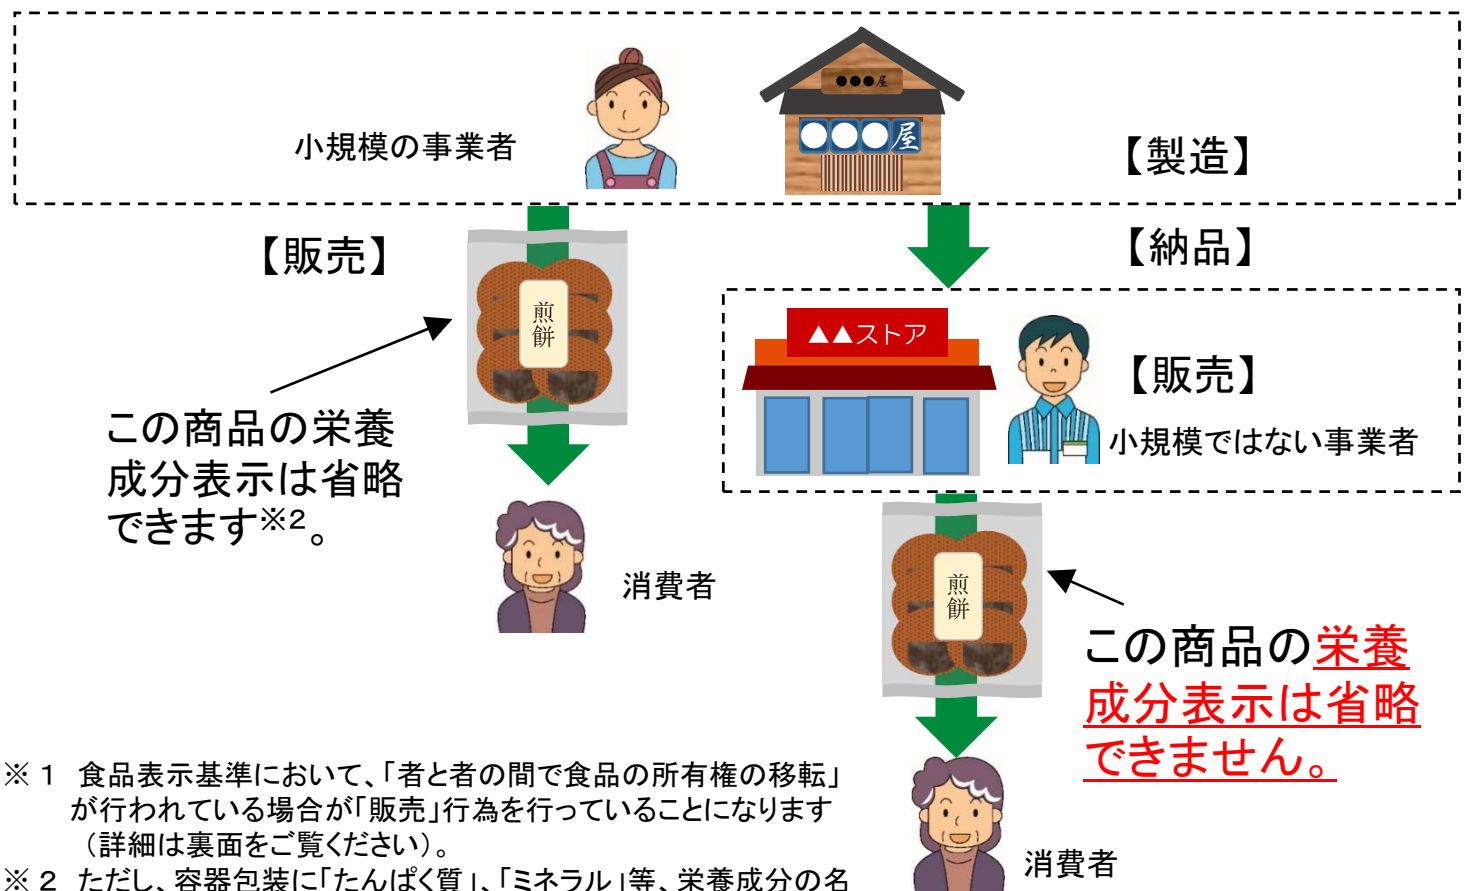 小規模の事業者
●●●屋
●●●屋
【製造】
【販売】
【納品】
煎餅
▲▲ストア
【販売】
小規模ではない事業者
この商品の栄養
成分表示は省略
できます※2。
消費者
煎餅
この商品の栄養
成分表示は省略
できません。
※1 食品表示基準において、「者と者の間で食品の所有権の移転」
が行われている場合が「販売」行為を行っていることになります
(詳細は裏面をご覧ください)。
※2 ただし、容器包装に「たんぱく質」、「ミネラル」等、栄養成分の名
消費者